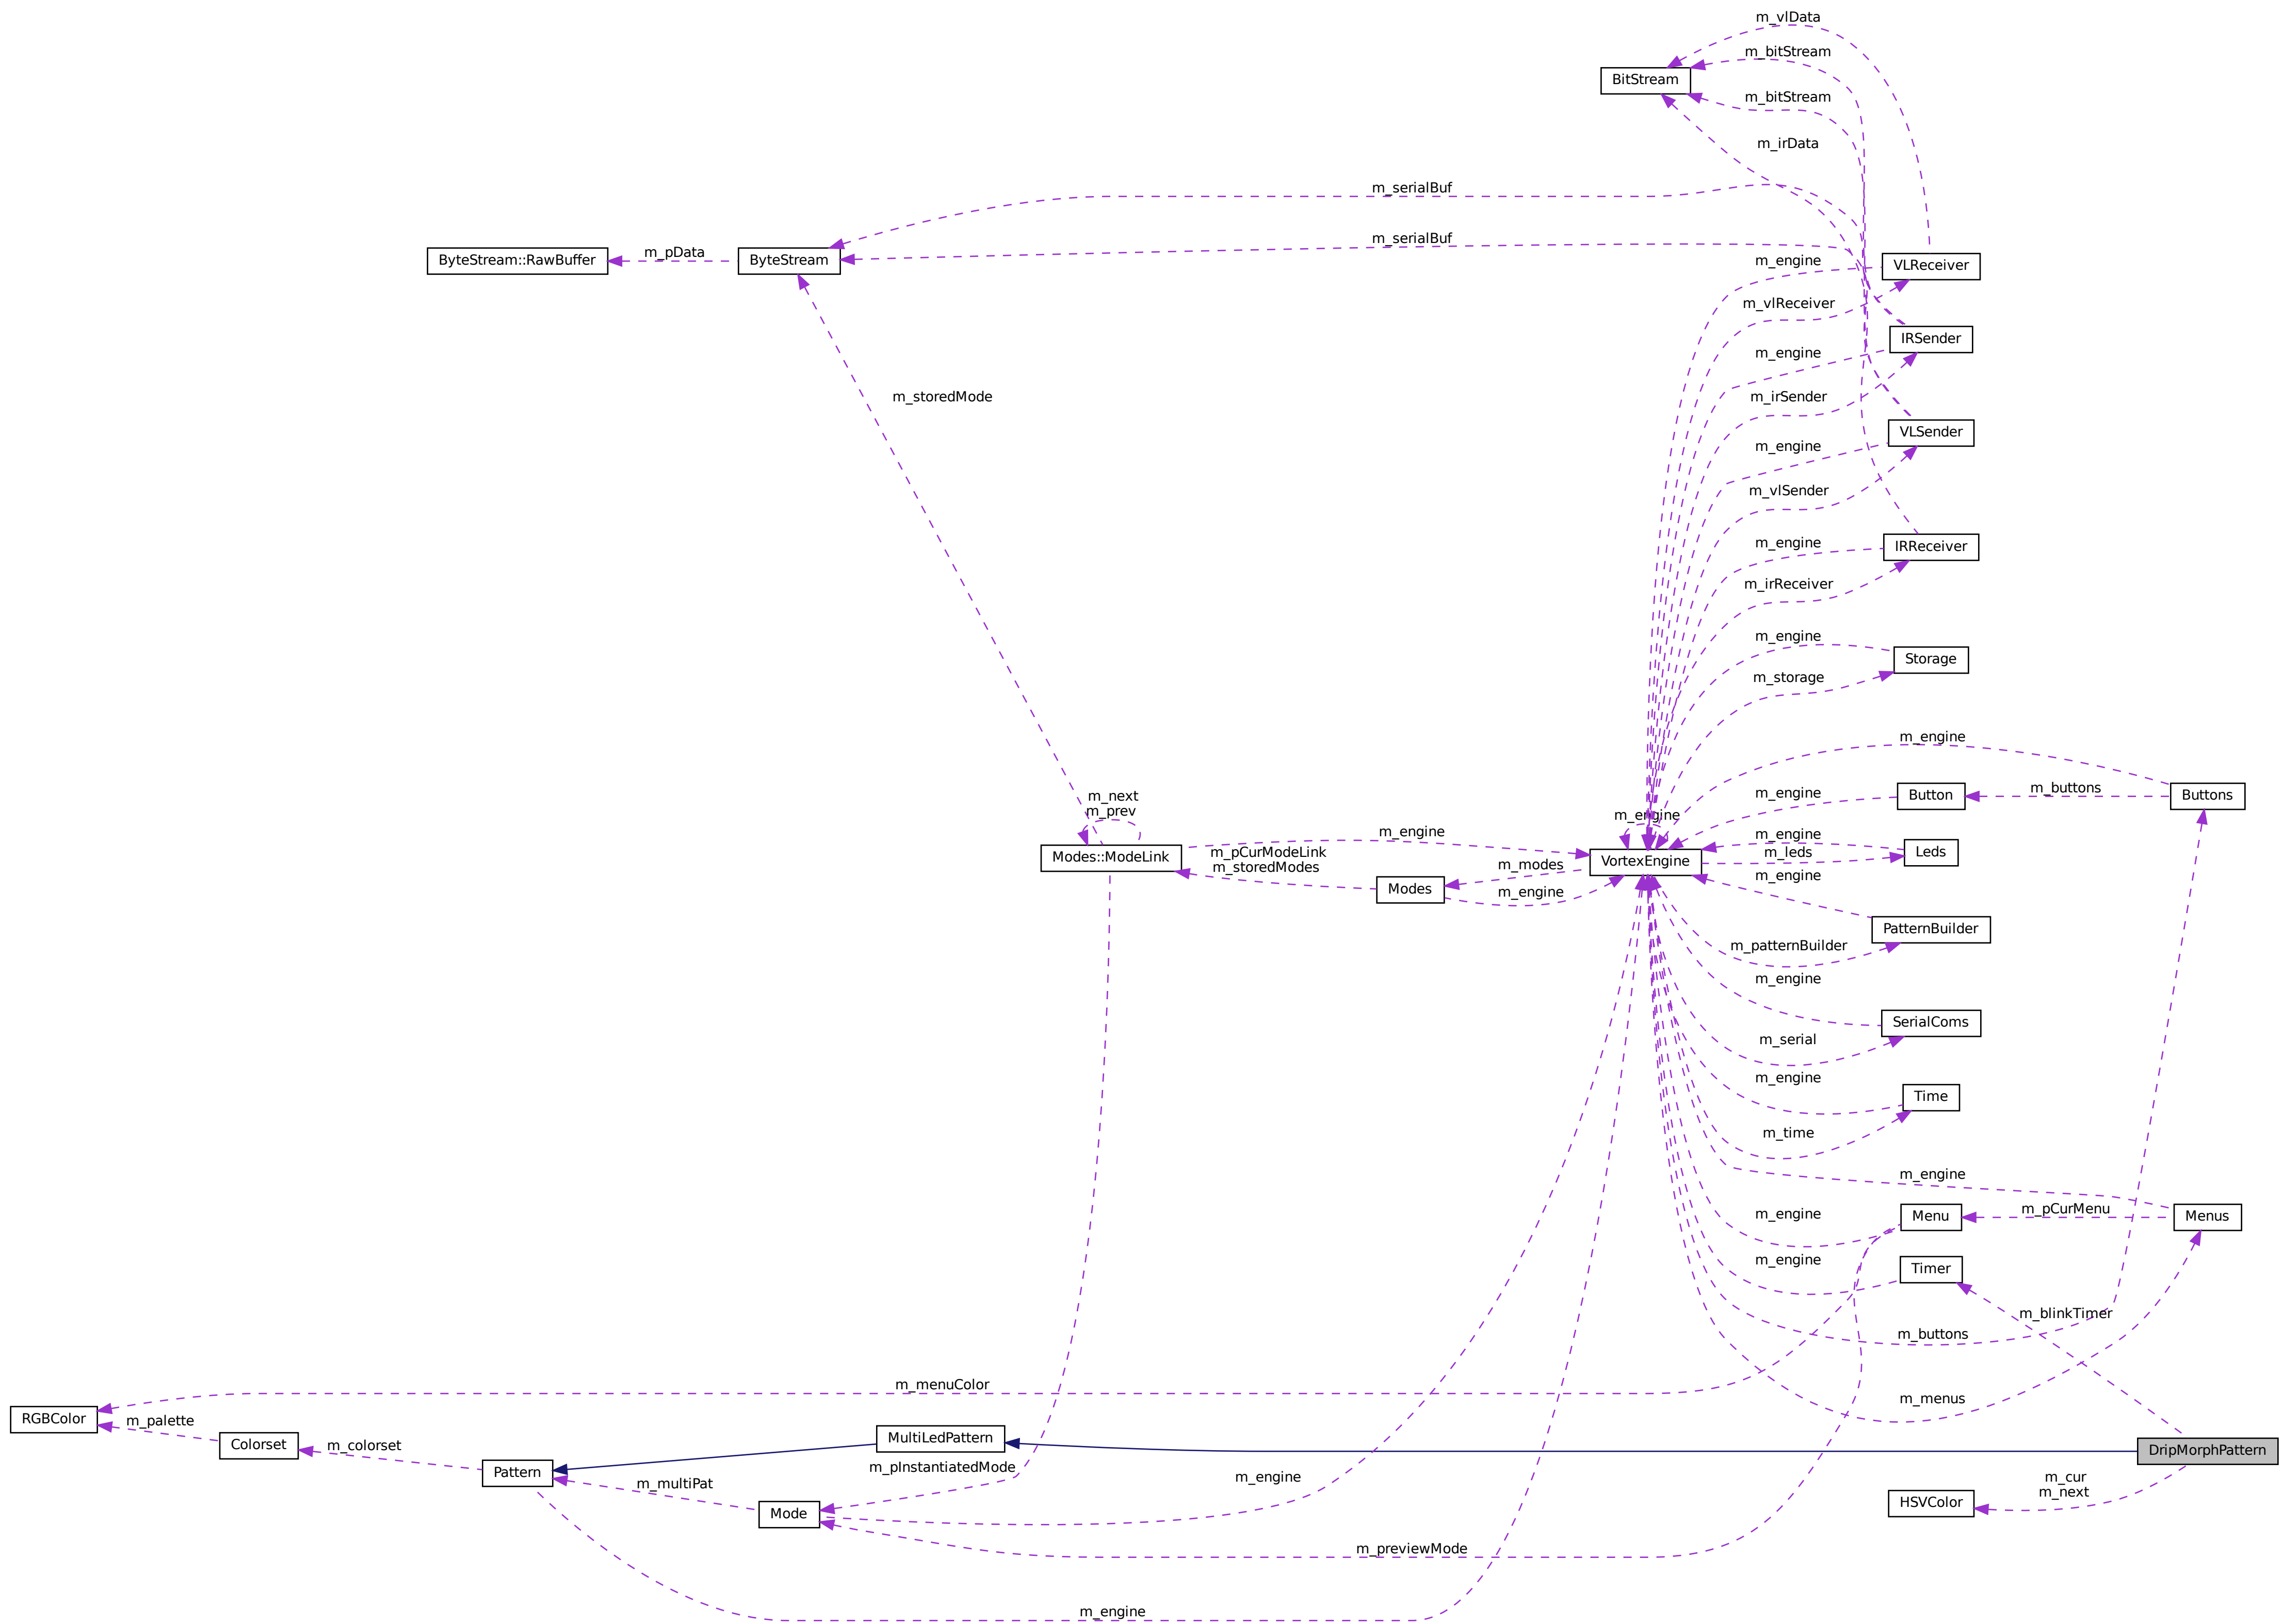 m_vlData
m_bitStream
BitStream
m_bitStream
m_irData
m_serialBuf
m_serialBuf
m_pData
ByteStream::RawBuffer
ByteStream
m_engine
VLReceiver
m_vlReceiver
IRSender
m_engine
m_storedMode
m_irSender
VLSender
m_engine
m_vlSender
m_engine
IRReceiver
m_irReceiver
m_engine
Storage
m_storage
m_engine
m_buttons
m_engine
Button
Buttons
m_next
m_prev
m_engine
m_engine
m_engine
m_leds
Leds
Modes::ModeLink
m_pCurModeLink
m_storedModes
VortexEngine
m_modes
m_engine
Modes
m_engine
PatternBuilder
m_patternBuilder
m_engine
SerialComs
m_serial
m_engine
Time
m_time
m_engine
m_pCurMenu
m_engine
Menu
Menus
m_engine
Timer
m_blinkTimer
m_buttons
m_menuColor
m_menus
RGBColor
m_palette
Colorset
m_colorset
MultiLedPattern
DripMorphPattern
Pattern
m_pInstantiatedMode
m_multiPat
m_engine
m_cur
m_next
HSVColor
Mode
m_previewMode
m_engine